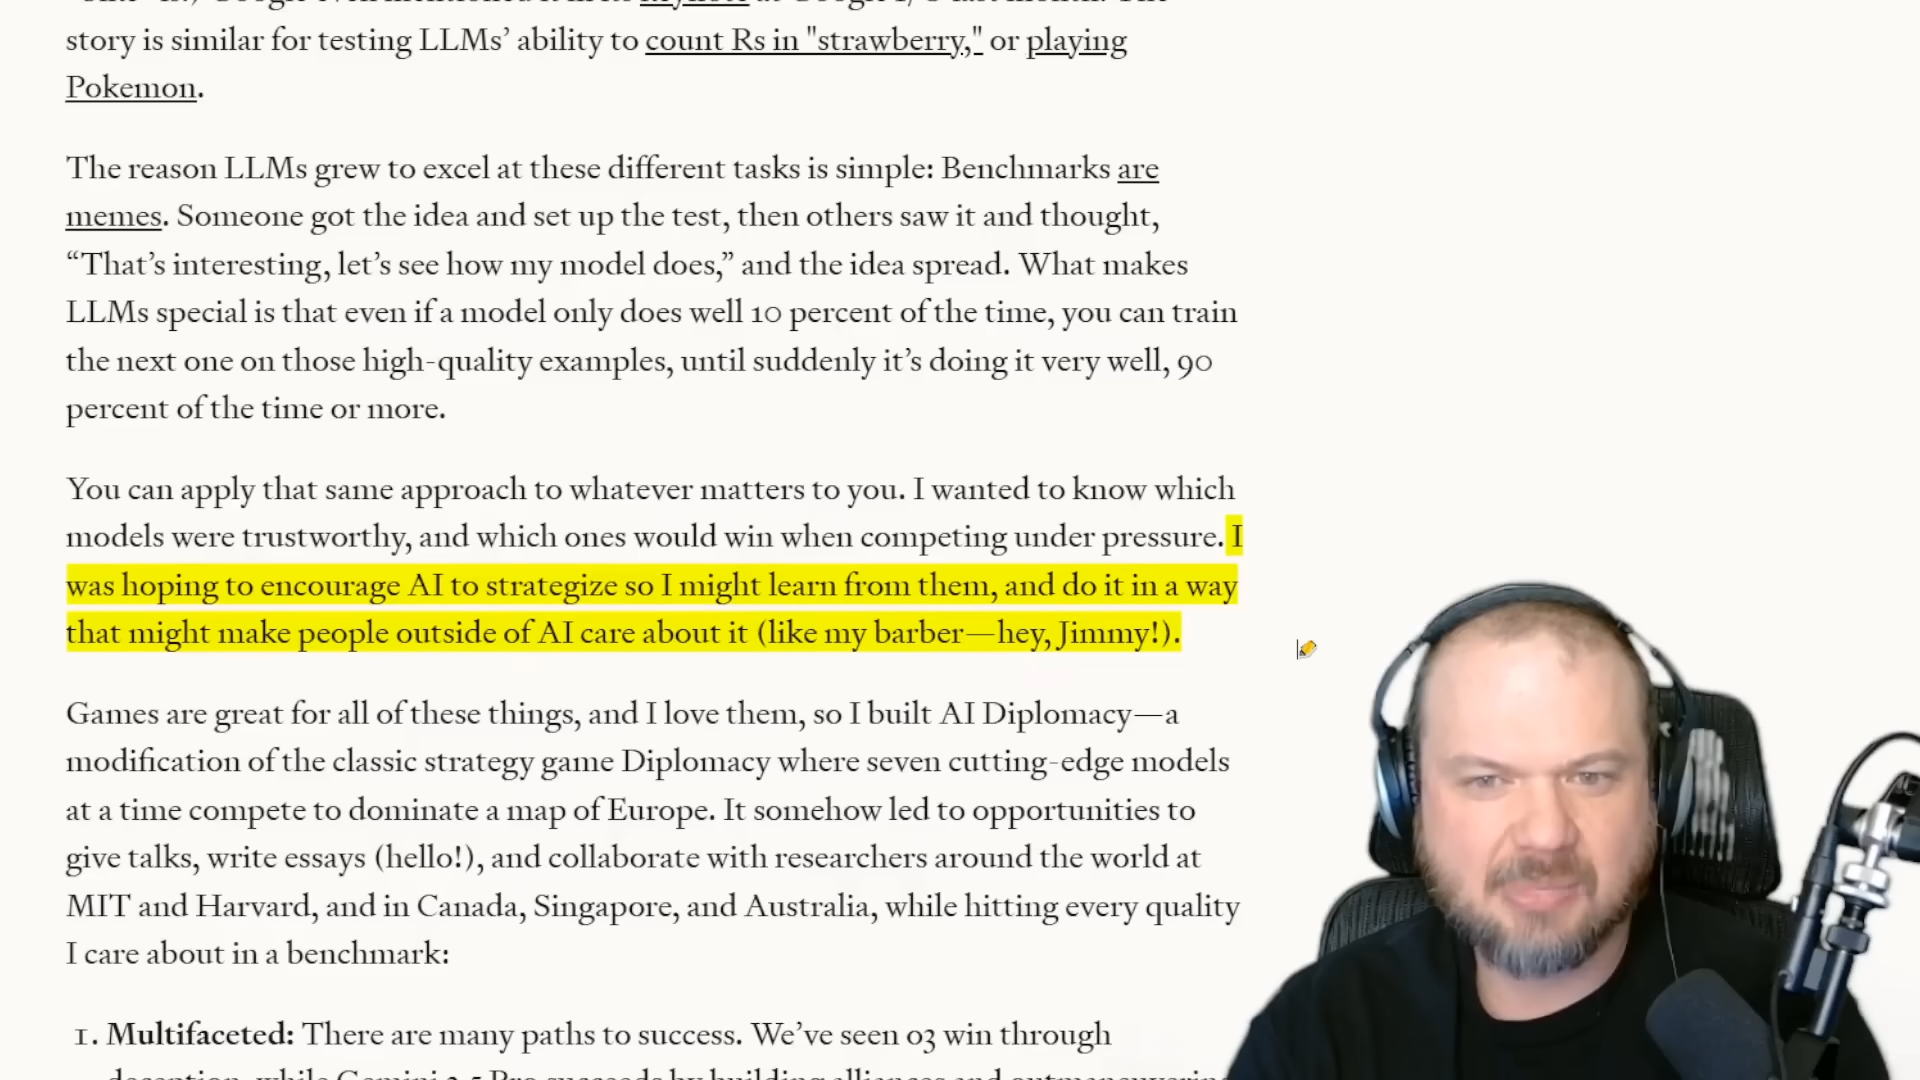 story is similar for testing LLMs’ ability to count Rs in "strawberry," or playing
Pokemon.
The reason LLMs grew to excel at these different tasks is simple: Benchmarks are
memes. Someone got the idea and set up the test, then others saw it and thought,
“That’s interesting, let’s see how my model does,” and the idea spread. What makes
LLMs special is that even if a model only does well 10 percent of the time, you can train
the next one on those high-quality examples, until suddenly it’s doing it very well, 90
percent of the time or more.
You can apply that same approach to whatever matters to you. I wanted to know which
models were trustworthy, and which ones would win when competing under pressure. I
was hoping to encourage AI to strategize so I might learn from them, and do it in a way
that might make people outside of AI care about it (like my barber—hey, Jimmy!).
Games are great for all of these things, and I love them, so I built AI Diplomacy—a
modification of the classic strategy game Diplomacy where seven cutting-edge models
at a time compete to dominate a map of Europe. It somehow led to opportunities to
give talks, write essays (hello!), and collaborate with researchers around the world at
MIT and Harvard, and in Canada, Singapore, and Australia, while hitting every quality
I care about in a benchmark:
1. Multifaceted: There are many paths to success. We’ve seen o3 win through
deception, while Gemini 2.5 Pro succeeds by building alliances and outmaneuvering